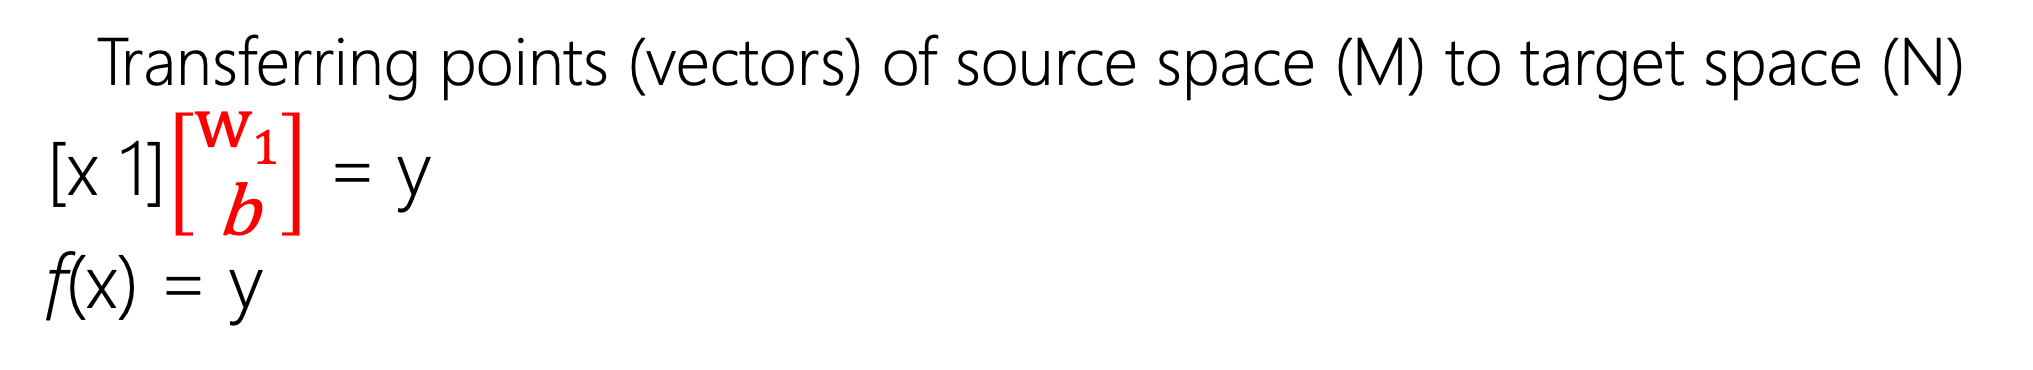 Transferring points (vectors) of source space (M) to target space (N)
[x 1][w₁ b] = y
f(x) = y